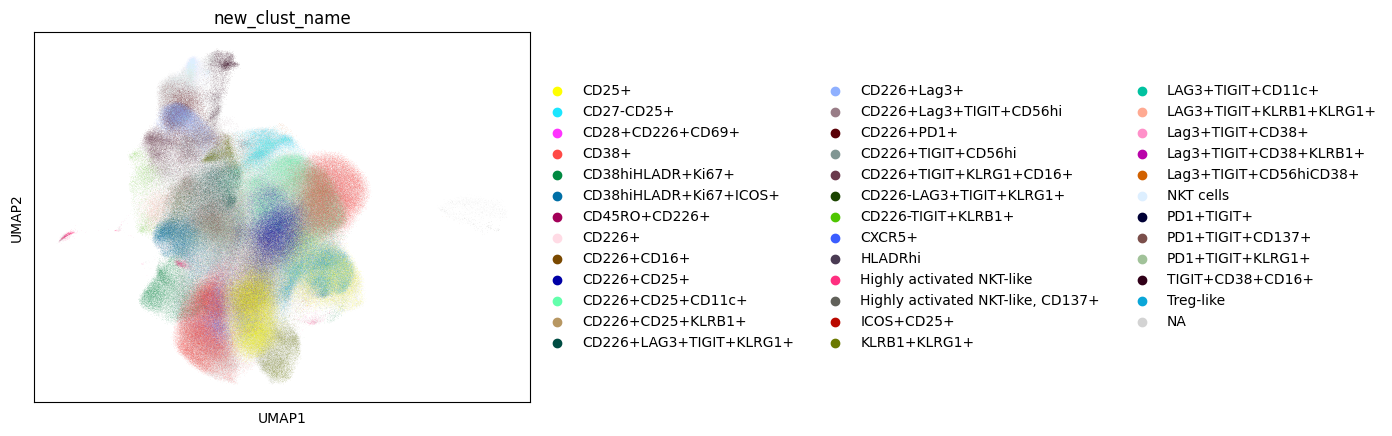 new_clust_name
UMAP2
UMAP1
CD25+
CD27-CD25+
CD28+CD226+CD69+
CD38+
CD38hiHLADR+Ki67+
CD38hiHLADR+Ki67+ICOS+
CD45RO+CD226+
CD226+
CD226+CD16+
CD226+CD25+
CD226+CD25+CD11c+
CD226+CD25+KLRB1+
CD226+LAG3+TIGIT+KLRG1+
CD226+Lag3+
CD226+Lag3+TIGIT+CD56hi
CD226+PD1+
CD226+TIGIT+CD56hi
CD226+TIGIT+KLRG1+CD16+
CD226-LAG3+TIGIT+KLRG1+
CD226-TIGIT+KLRB1+
CXCR5+
HLADRhi
Highly activated NKT-like
Highly activated NKT-like, CD137+
ICOS+CD25+
KLRB1+KLRG1+
LAG3+TIGIT+CD11c+
LAG3+TIGIT+KLRB1+KLRG1+
Lag3+TIGIT+CD38+
Lag3+TIGIT+CD38+KLRB1+
Lag3+TIGIT+CD56hiCD38+
NKT cells
PD1+TIGIT+
PD1+TIGIT+CD137+
PD1+TIGIT+KLRG1+
TIGIT+CD38+CD16+
Treg-like
NA